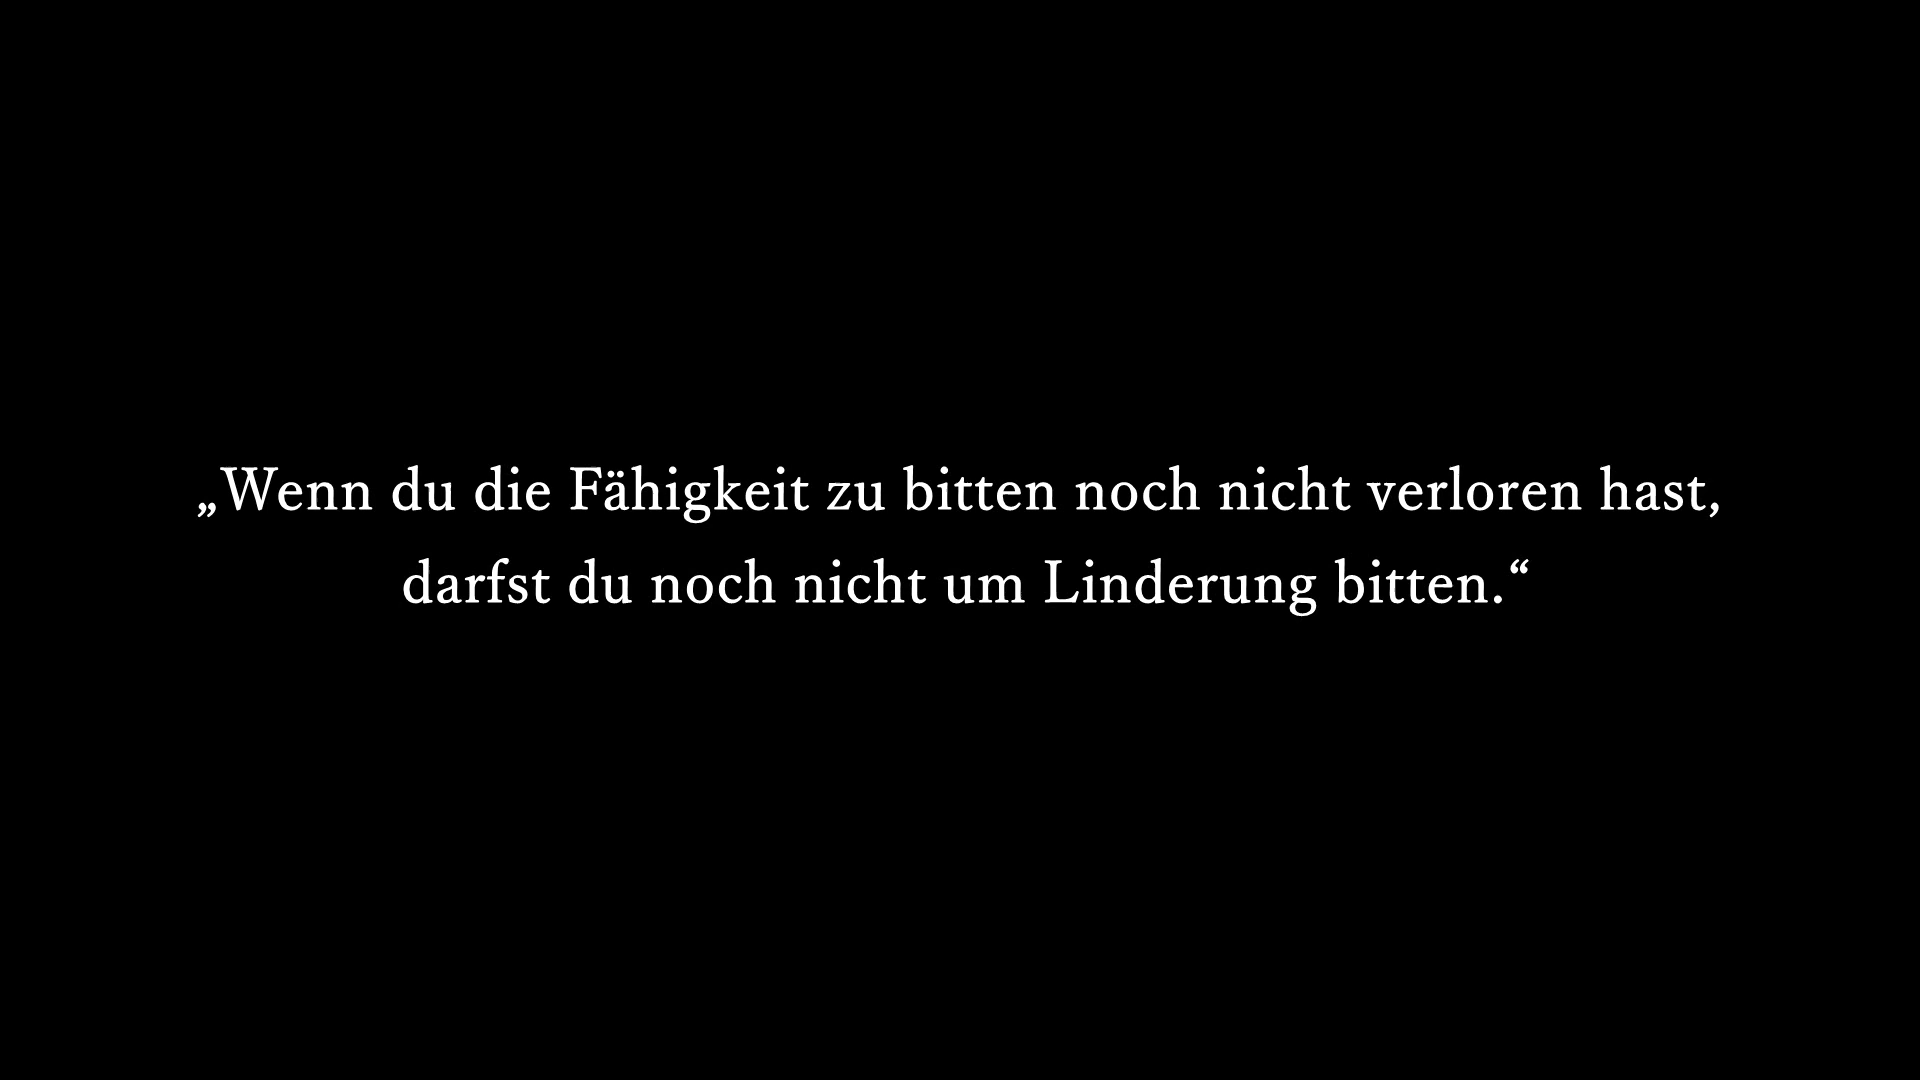 „Wenn du die Fähigkeit zu bitten noch nicht verloren hast,
darfst du noch nicht um Linderung bitten.“